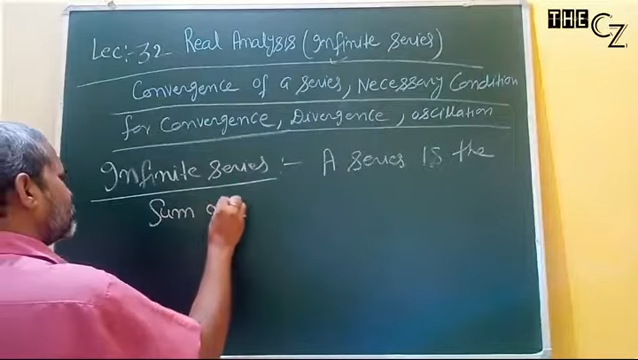 THE CZ
Lec:-32- Real Analysis (Infinite Series)
Convergence of a series, Necessary Condition
for Convergence, Divergence, oscillation
Infinite series :- A series is the
Sum